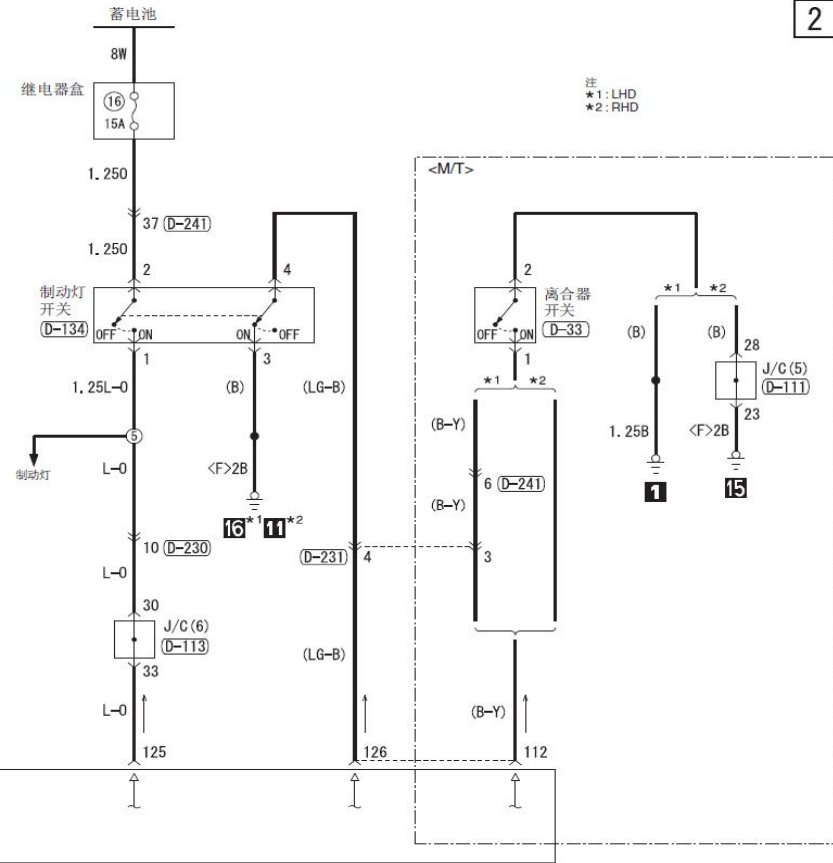 蓄电池
2
8W
继电器盒
16
15A
注
*1:LHD
*2:RHD
1.250
<M/T>
37 (D-241)
1.250
2
4
2
制动灯
开关
(D-134)
OFF
ON
ON
OFF
离合器
开关
(D-33)
OFF
ON
*1
*2
(B)
(B)
28
J/C(5)
(D-111)
23
1
3
1
1.25L-O
(B)
(LG-B)
*1
*2
(B-Y)
1.25B
<F>2B
5
制动灯
L-O
<F>2B
6 (D-241)
(B-Y)
1
15
16*1 11*2
10 (D-230)
(D-231) 4
3
L-O
30
J/C(6)
(D-113)
33
(LG-B)
L-O
(B-Y)
125
126
112